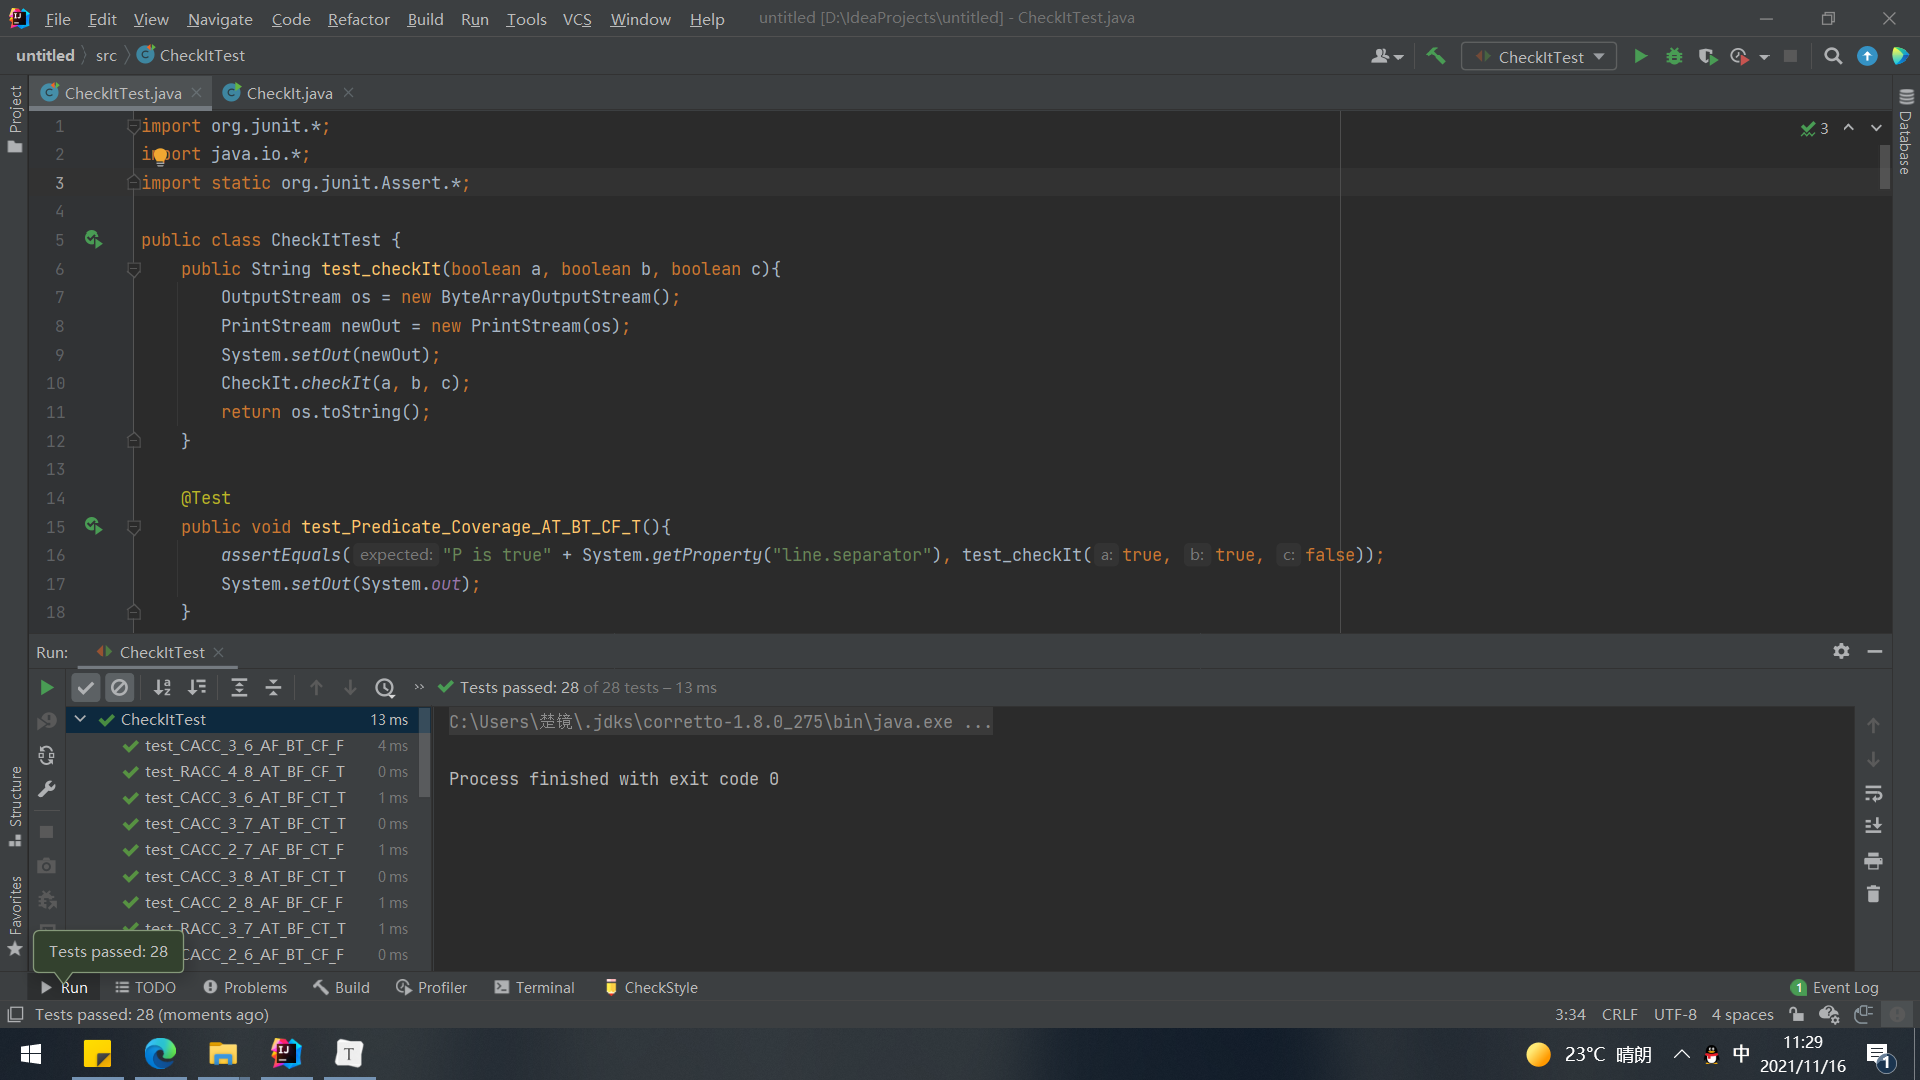 File Edit View Navigate Code Refactor Build Run Tools VCS Window Help untitled [D:\IdeaProjects\untitled] - CheckItTest.java
untitled src CheckItTest CheckItTest
CheckItTest.java CheckIt.java
Project
Database
Structure
Favorites
3
1 import org.junit.*;
2 import java.io.*;
3 import static org.junit.Assert.*;
4
5 public class CheckItTest {
6 public String test_checkIt(boolean a, boolean b, boolean c){
7 OutputStream os = new ByteArrayOutputStream();
8 PrintStream newOut = new PrintStream(os);
9 System.setOut(newOut);
10 CheckIt.checkIt(a, b, c);
11 return os.toString();
12 }
13
14 @Test
15 public void test_Predicate_Coverage_AT_BT_CF_T(){
16 assertEquals( expected: "P is true" + System.getProperty("line.separator"), test_checkIt( a: true, b: true, c: false));
17 System.setOut(System.out);
18 }
Run: CheckItTest
» Tests passed: 28 of 28 tests – 13 ms
CheckItTest 13 ms
test_CACC_3_6_AF_BT_CF_F 4 ms
test_RACC_4_8_AT_BF_CF_T 0 ms
test_CACC_3_6_AT_BF_CT_T 1 ms
test_CACC_3_7_AT_BF_CT_T 0 ms
test_CACC_2_7_AF_BF_CT_F 1 ms
test_CACC_3_8_AT_BF_CT_T 0 ms
test_CACC_2_8_AF_BF_CF_F 1 ms
test_RACC_3_7_AT_BF_CT_T 1 ms
CACC_2_6_AF_BT_CF_F 0 ms
C:\Users\楚镜\.jdks\corretto-1.8.0_275\bin\java.exe ...
Process finished with exit code 0
Tests passed: 28
Run TODO Problems Build Profiler Terminal CheckStyle 1 Event Log
Tests passed: 28 (moments ago) 3:34 CRLF UTF-8 4 spaces
T 23°C 晴朗 中 11:29
2021/11/16 1